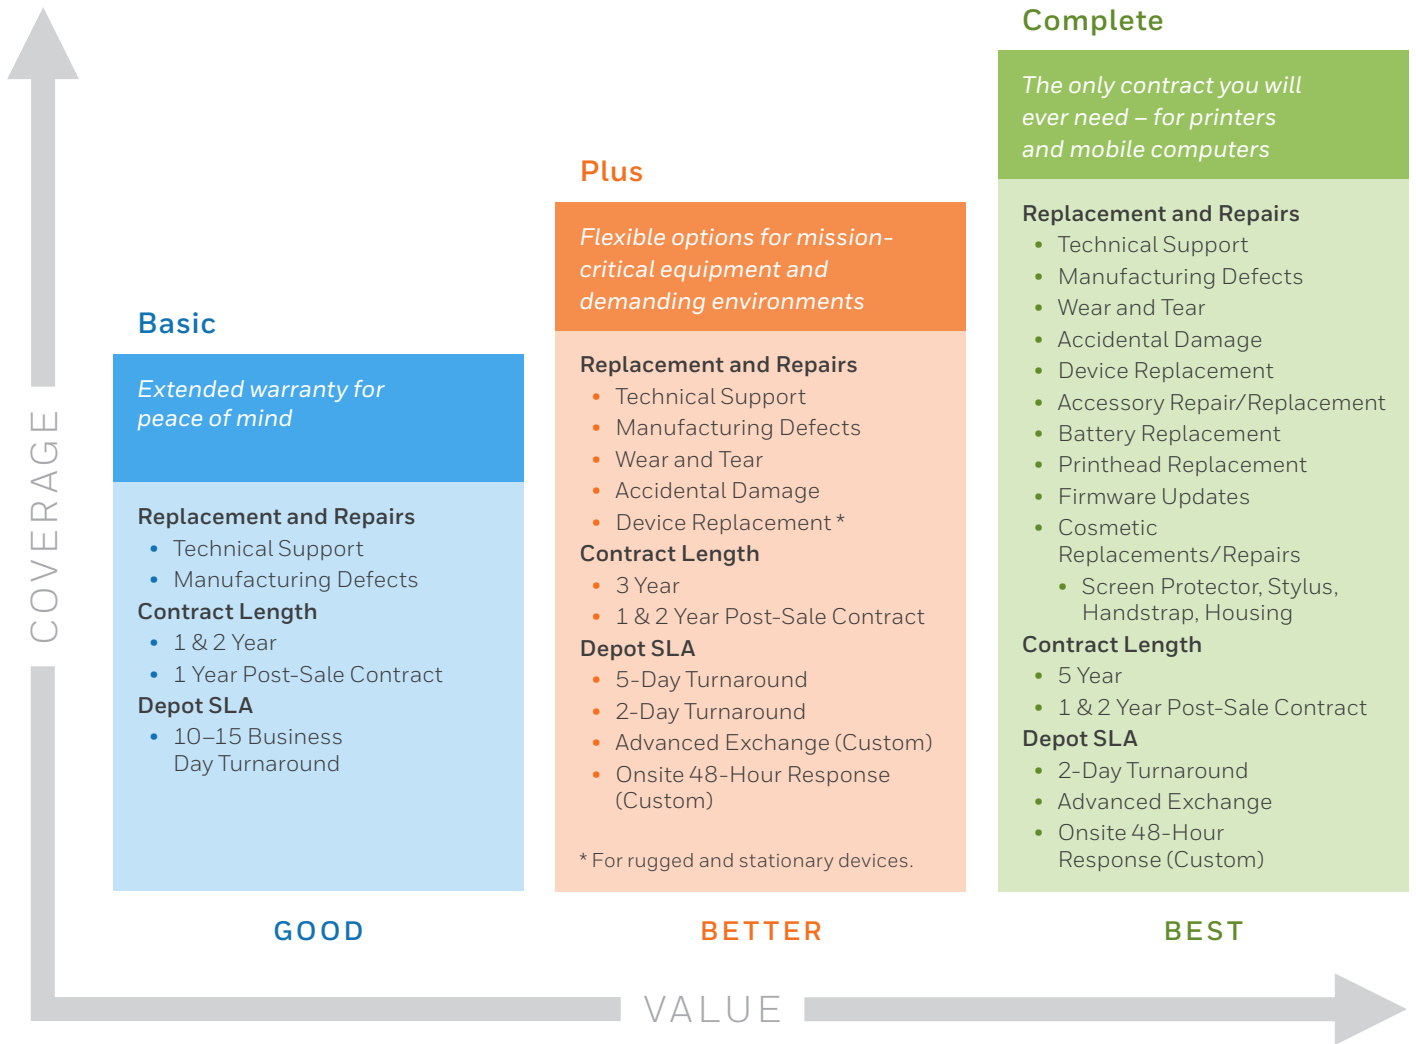 COVERAGE
Basic
Extended warranty for
peace of mind
Replacement and Repairs
• Technical Support
• Manufacturing Defects
Contract Length
• 1 & 2 Year
• 1 Year Post-Sale Contract
Depot SLA
• 10–15 Business
Day Turnaround
GOOD
Plus
Flexible options for mission-
critical equipment and
demanding environments
Replacement and Repairs
• Technical Support
• Manufacturing Defects
• Wear and Tear
• Accidental Damage
• Device Replacement *
Contract Length
• 3 Year
• 1 & 2 Year Post-Sale Contract
Depot SLA
• 5-Day Turnaround
• 2-Day Turnaround
• Advanced Exchange (Custom)
• Onsite 48-Hour Response
(Custom)
* For rugged and stationary devices.
BETTER
Complete
The only contract you will
ever need – for printers
and mobile computers
Replacement and Repairs
• Technical Support
• Manufacturing Defects
• Wear and Tear
• Accidental Damage
• Device Replacement
• Accessory Repair/Replacement
• Battery Replacement
• Printhead Replacement
• Firmware Updates
• Cosmetic
Replacements/Repairs
• Screen Protector, Stylus,
Handstrap, Housing
Contract Length
• 5 Year
• 1 & 2 Year Post-Sale Contract
Depot SLA
• 2-Day Turnaround
• Advanced Exchange
• Onsite 48-Hour
Response (Custom)
BEST
VALUE